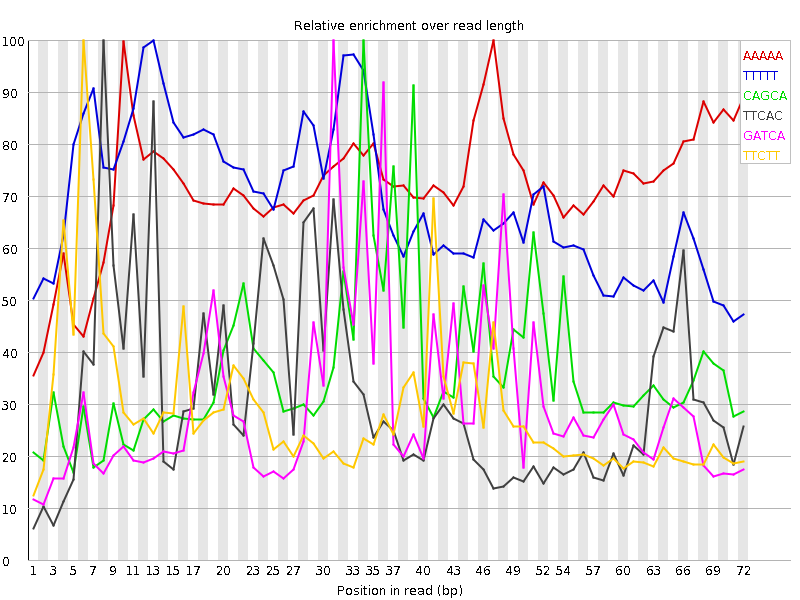 Relative enrichment over read length
100
90
80
70
60
50
40
30
20
10
0
AAAAA
TTTTT
CAGCA
TTCAC
GATCA
TTCTT
1 3 5 7 9 11 13 15 17 20 23 25 27 30 33 35 37 40 43 46 49 52 54 57 60 63 66 69 72
Position in read (bp)